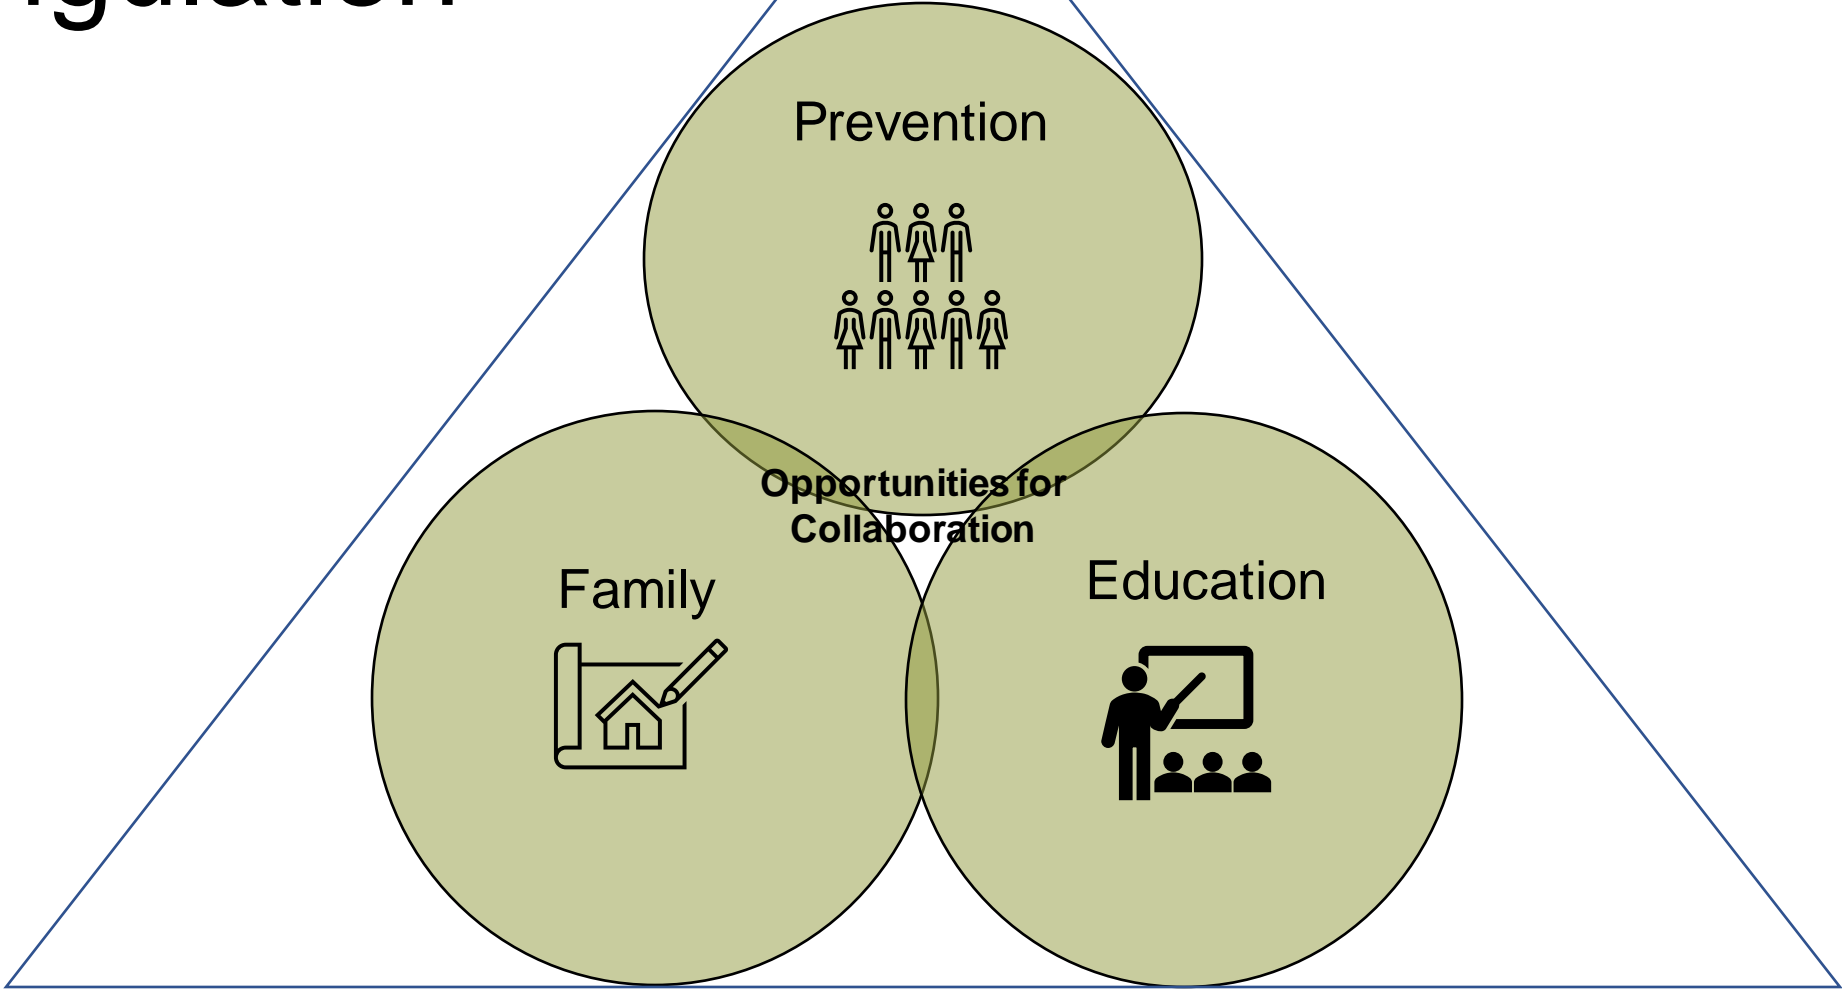 Prevention
Opportunities for
Collaboration
Family
Education